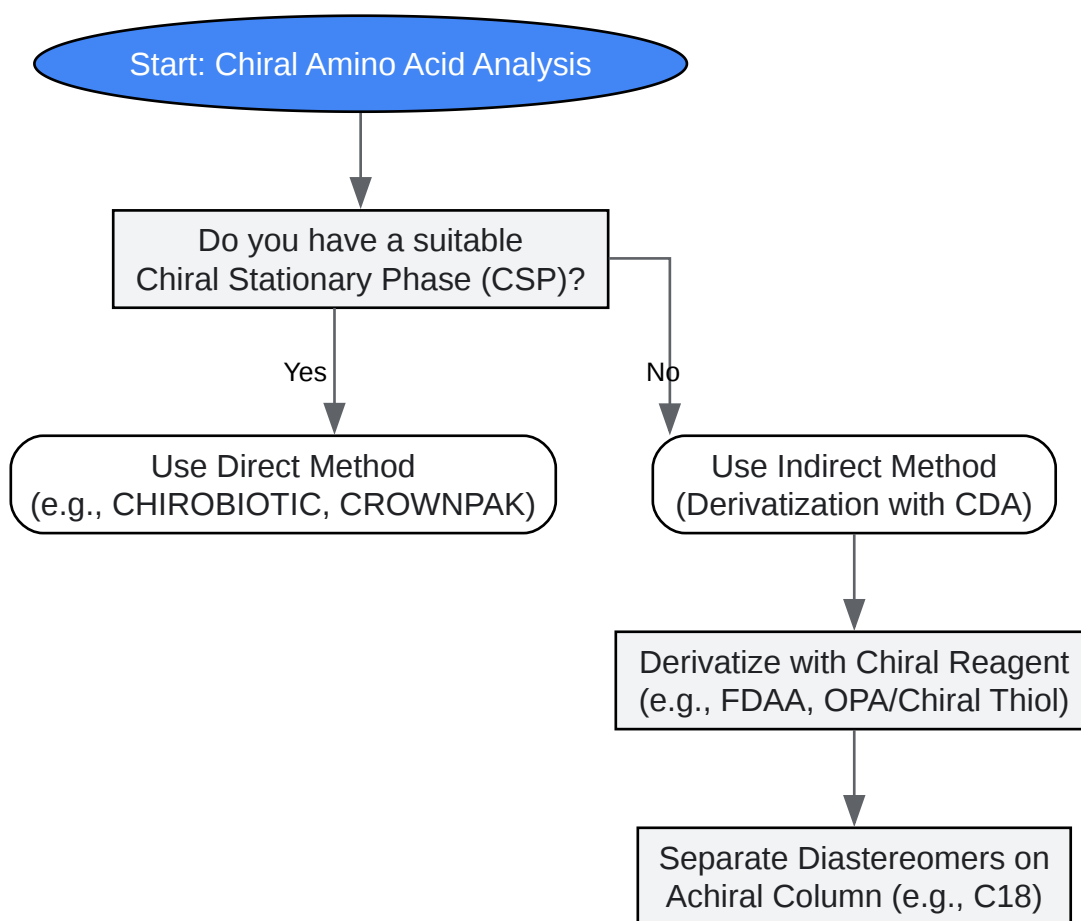 Start: Chiral Amino Acid Analysis
Do you have a suitable
Chiral Stationary Phase (CSP)?
Yes
No
Use Direct Method
(e.g., CHIROBIOTIC, CROWNPAK)
Use Indirect Method
(Derivatization with CDA)
Derivatize with Chiral Reagent
(e.g., FDAA, OPA/Chiral Thiol)
Separate Diastereomers on
Achiral Column (e.g., C18)